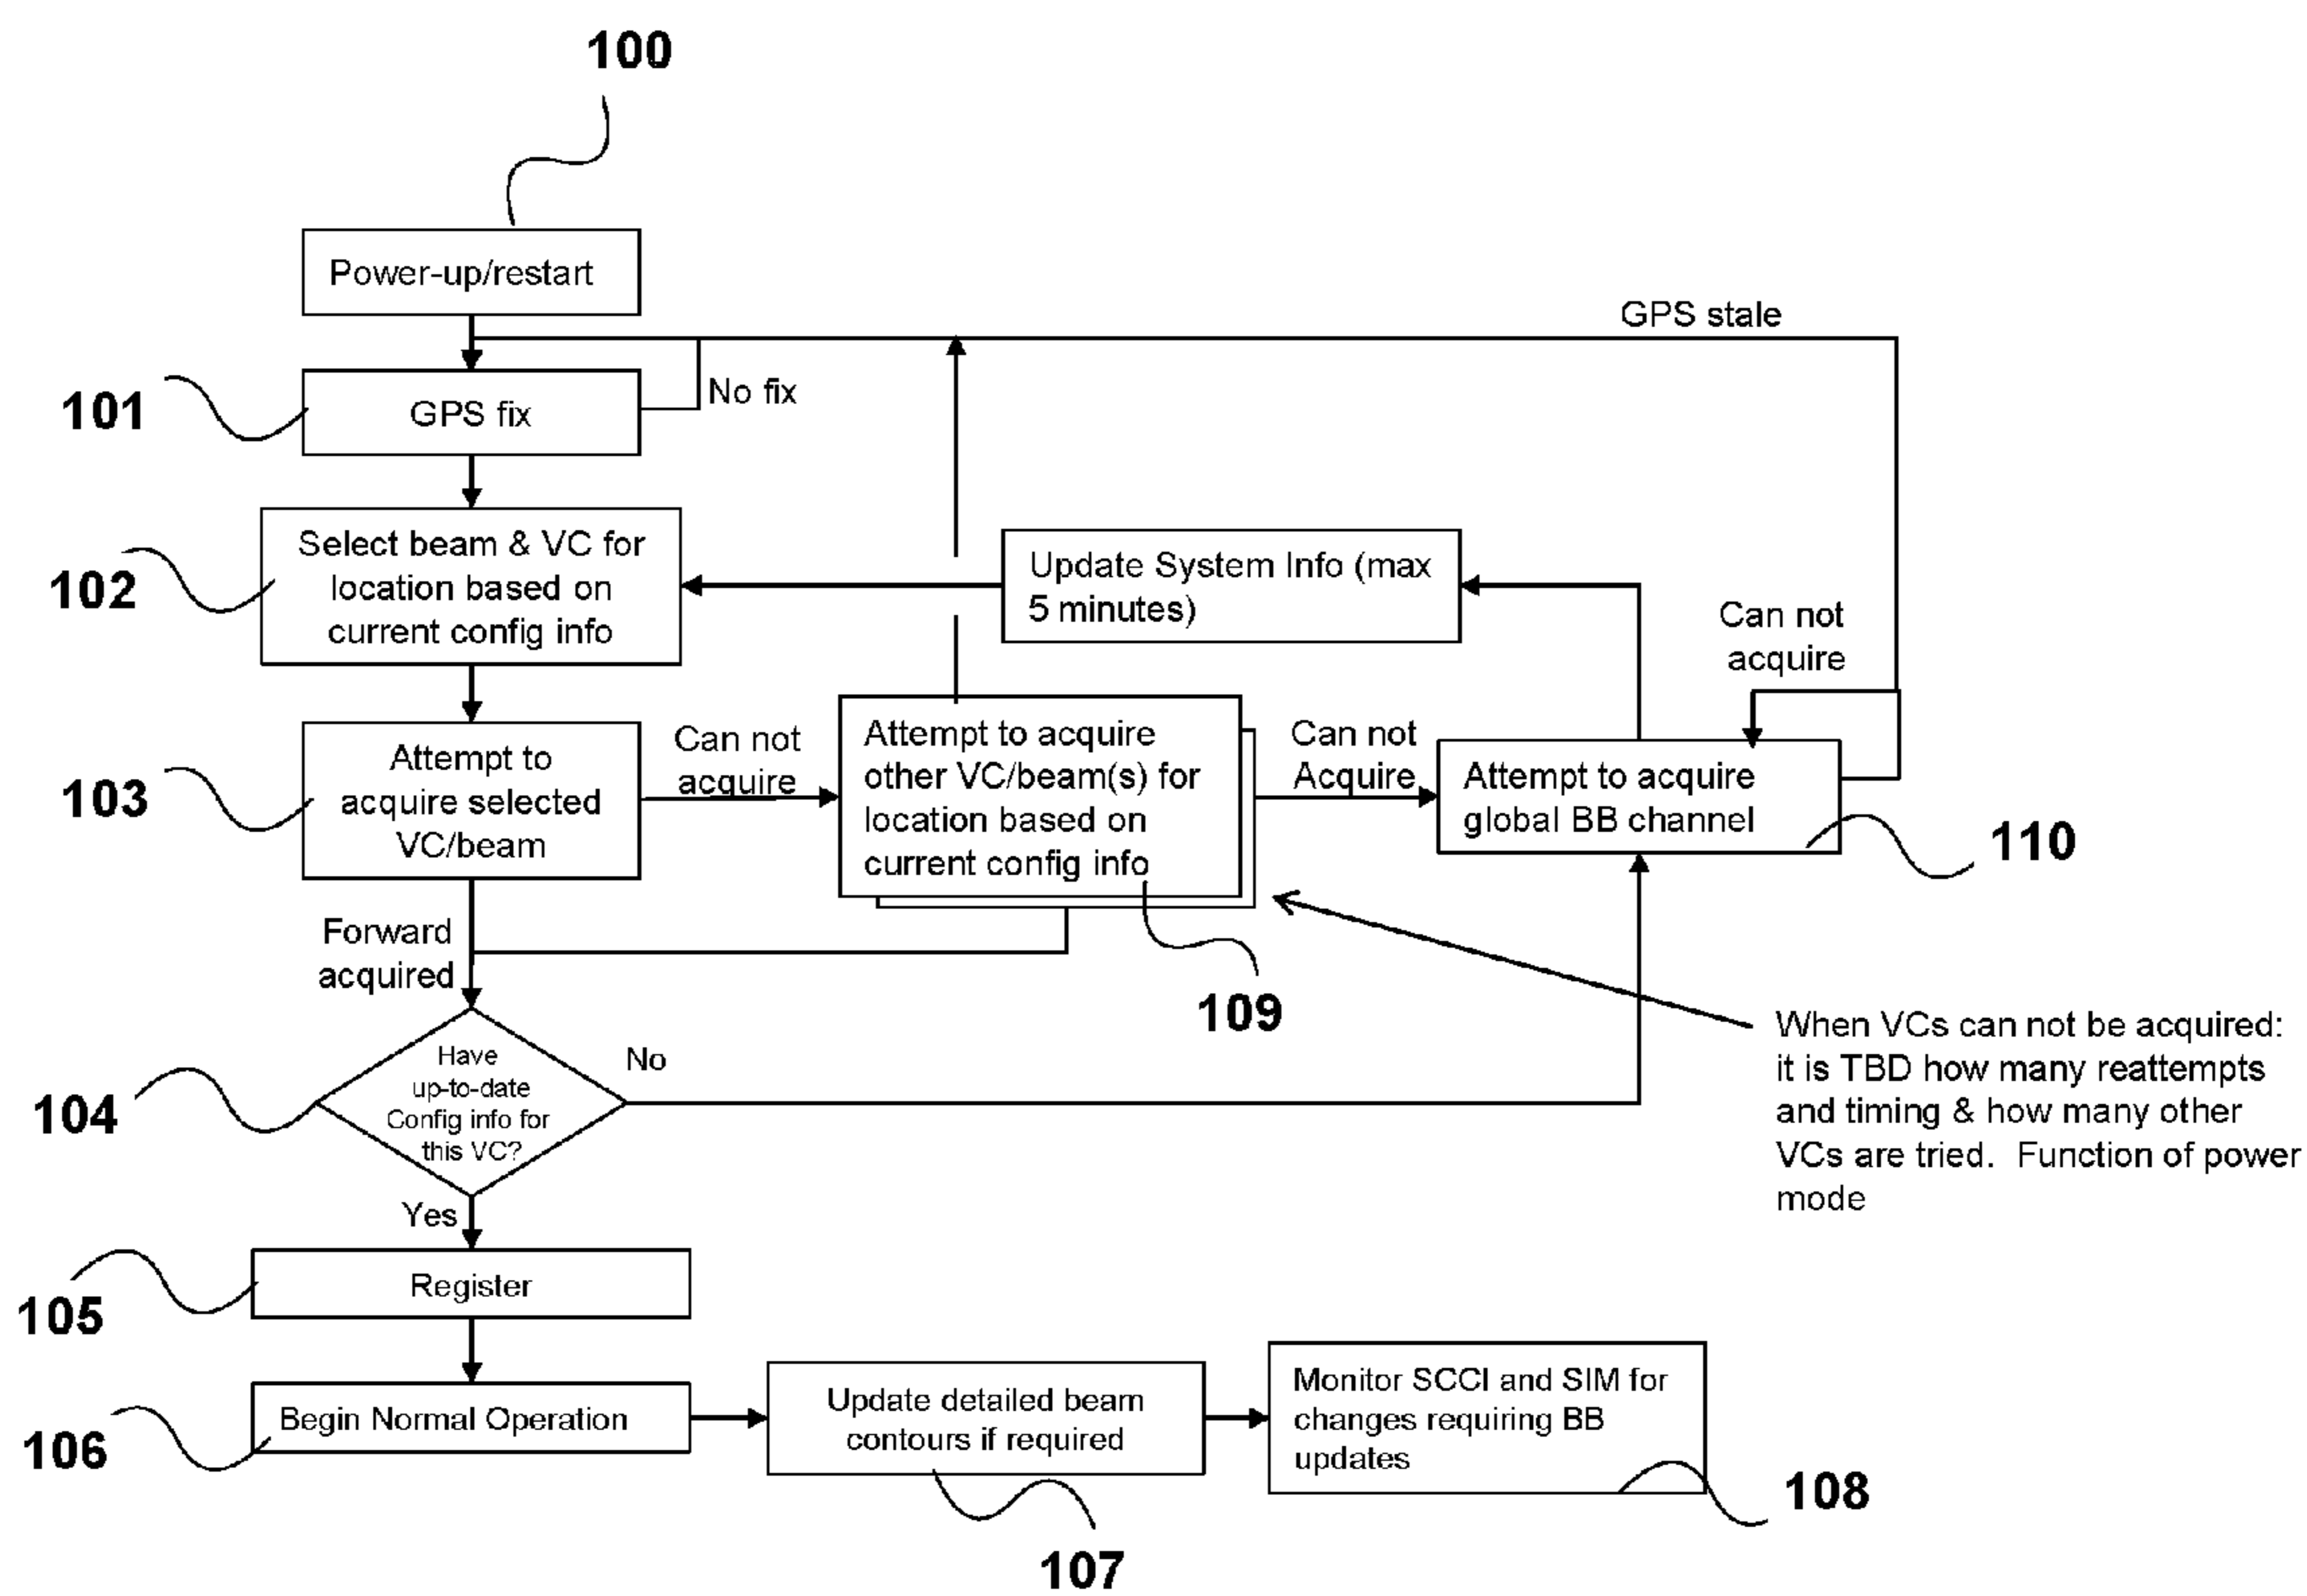 100
Power-up/restart
GPS stale
101
GPS fix
No fix
102
Select beam & VC for
location based on
current config info
Update System Info (max
5 minutes)
Can not
acquire
103
Attempt to
acquire selected
VC/beam
Can not
acquire
Attempt to acquire
other VC/beam(s) for
location based on
current config info
109
Can not
Acquire
Attempt to acquire
global BB channel
110
Forward
acquired
When VCs can not be acquired:
it is TBD how many reattempts
and timing & how many other
VCs are tried.  Function of power
mode
104
Have
up-to-date
Config info for
this VC?
No
Yes
105
Register
106
Begin Normal Operation
Update detailed beam
contours if required
107
Monitor SCCI and SIM for
changes requiring BB
updates
108